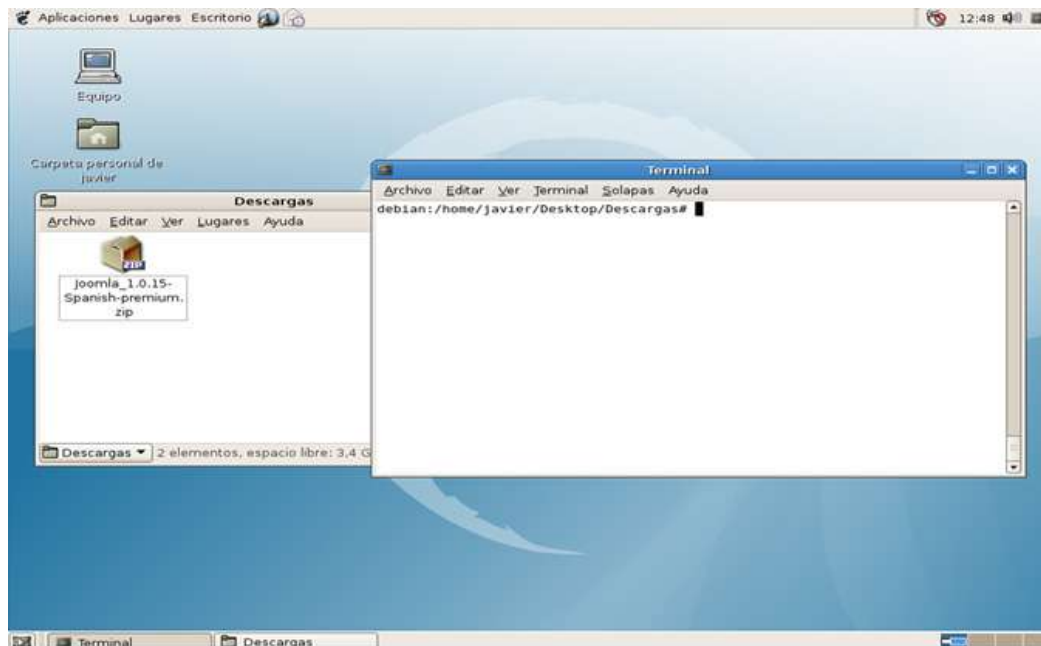 Aplicaciones Lugares Escritorio
12:48
Equipo
Carpeta personal de
javier
Descargas
Archivo Editar Ver Lugares Ayuda
ZIP
joomla_1.0.15-
Spanish-premium.
zip
Descargas 2 elementos, espacio libre: 3,4 G
Terminal
Archivo Editar Ver Terminal Solapas Ayuda
debian:/home/javier/Desktop/Descargas#
Terminal
Descargas